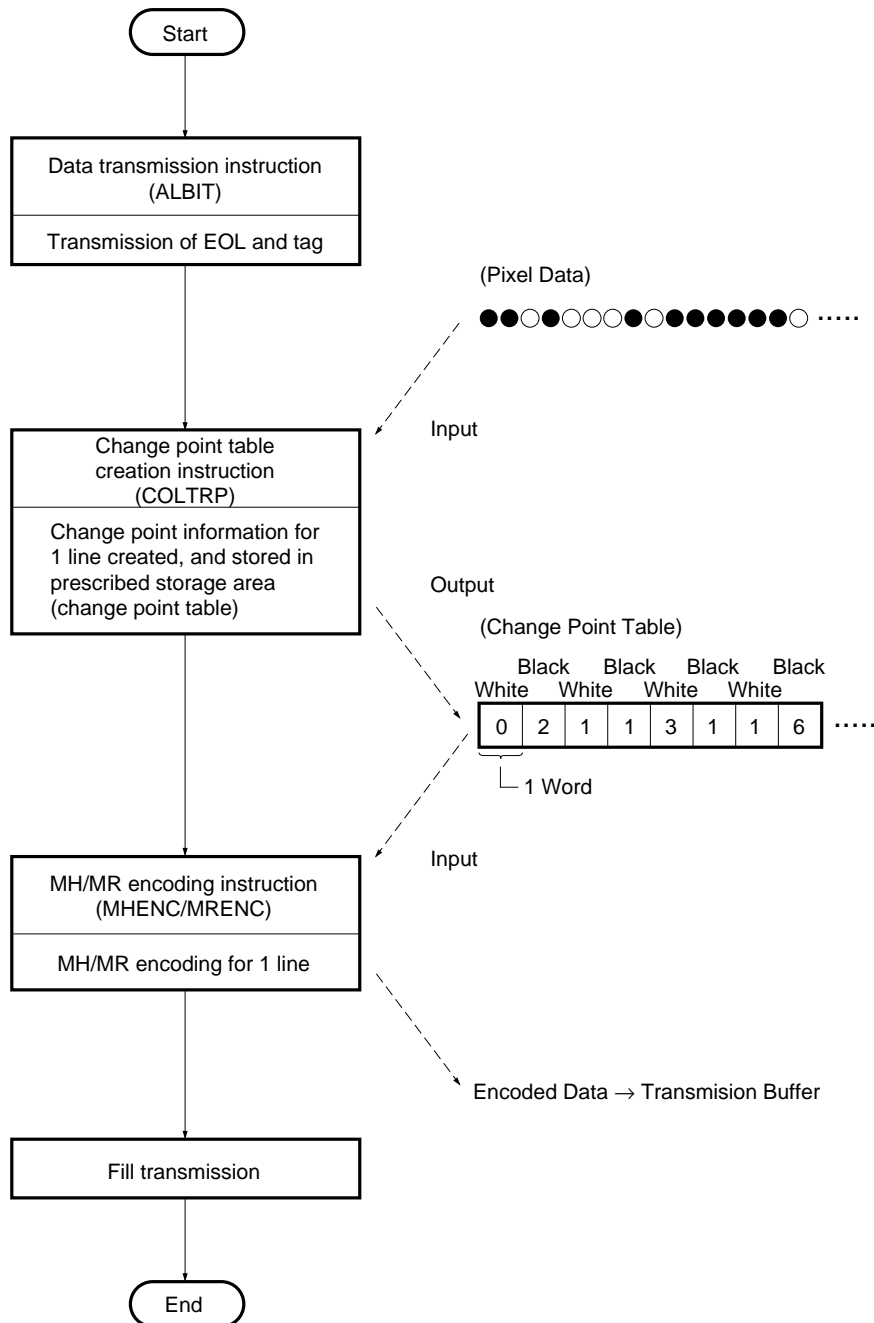 Start
Data transmission instruction
(ALBIT)
Transmission of EOL and tag
(Pixel Data)
.....
Input
Change point table
creation instruction
(COLTRP)
Change point information for
1 line created, and stored in
prescribed storage area
(change point table)
Output
(Change Point Table)
Black Black Black Black
White White White White
0 2 1 1 3 1 1 6 .....
1 Word
Input
MH/MR encoding instruction
(MHENC/MRENC)
MH/MR encoding for 1 line
Encoded Data → Transmision Buffer
Fill transmission
End